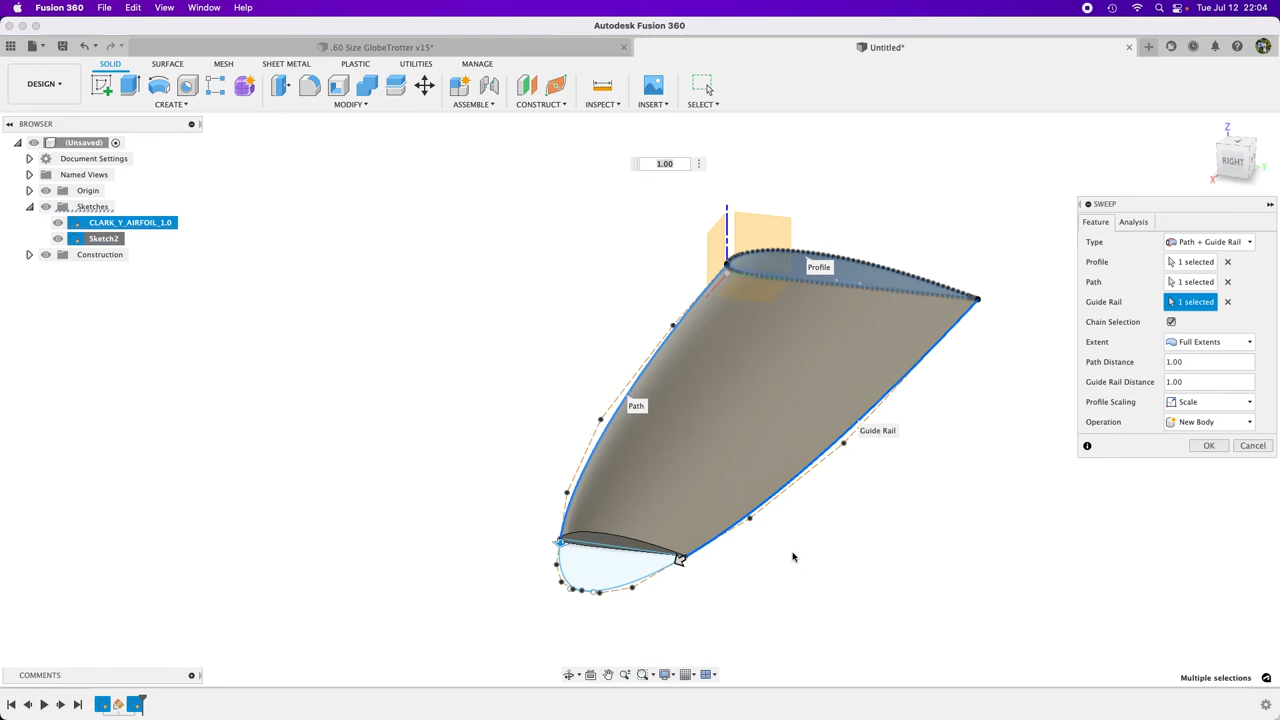 Fusion 360 File Edit View Window Help Tue Jul 12 22:04
Autodesk Fusion 360
.60 Size GlobeTrotter v15* Untitled*
SOLID SURFACE MESH SHEET METAL PLASTIC UTILITIES MANAGE
DESIGN
CREATE MODIFY ASSEMBLE CONSTRUCT INSPECT INSERT SELECT
BROWSER
(Unsaved)
Document Settings
Named Views
Origin
Sketches
CLARK_Y_AIRFOIL_1.0
Sketch2
Construction
1.00
Z
RIGHT
X
Y
Profile
Path
Guide Rail
SWEEP
Feature Analysis
Type Path + Guide Rail
Profile 1 selected
Path 1 selected
Guide Rail 1 selected
Chain Selection
Extent Full Extents
Path Distance 1.00
Guide Rail Distance 1.00
Profile Scaling Scale
Operation New Body
OK Cancel
COMMENTS
Multiple selections